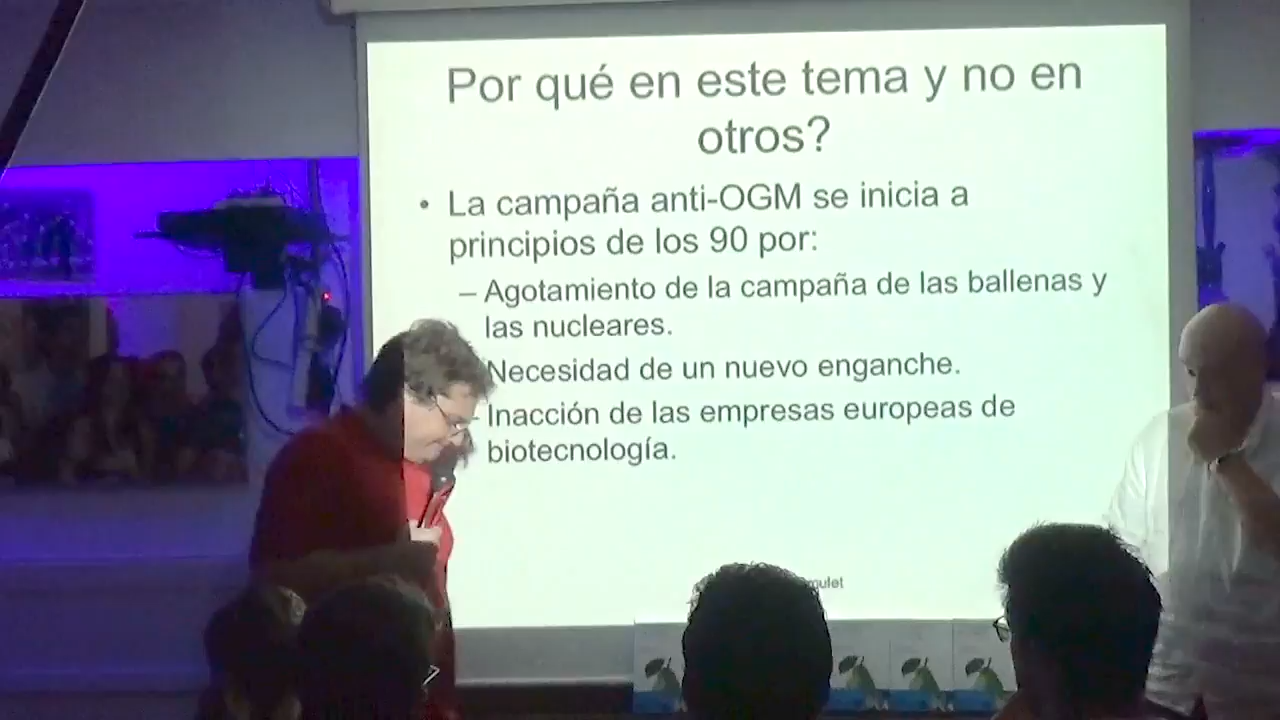 Por qué en este tema y no en
otros?
• La campaña anti-OGM se inicia a
principios de los 90 por:
– Agotamiento de la campaña de las ballenas y
las nucleares.
Necesidad de un nuevo enganche.
Inacción de las empresas europeas de
biotecnología.